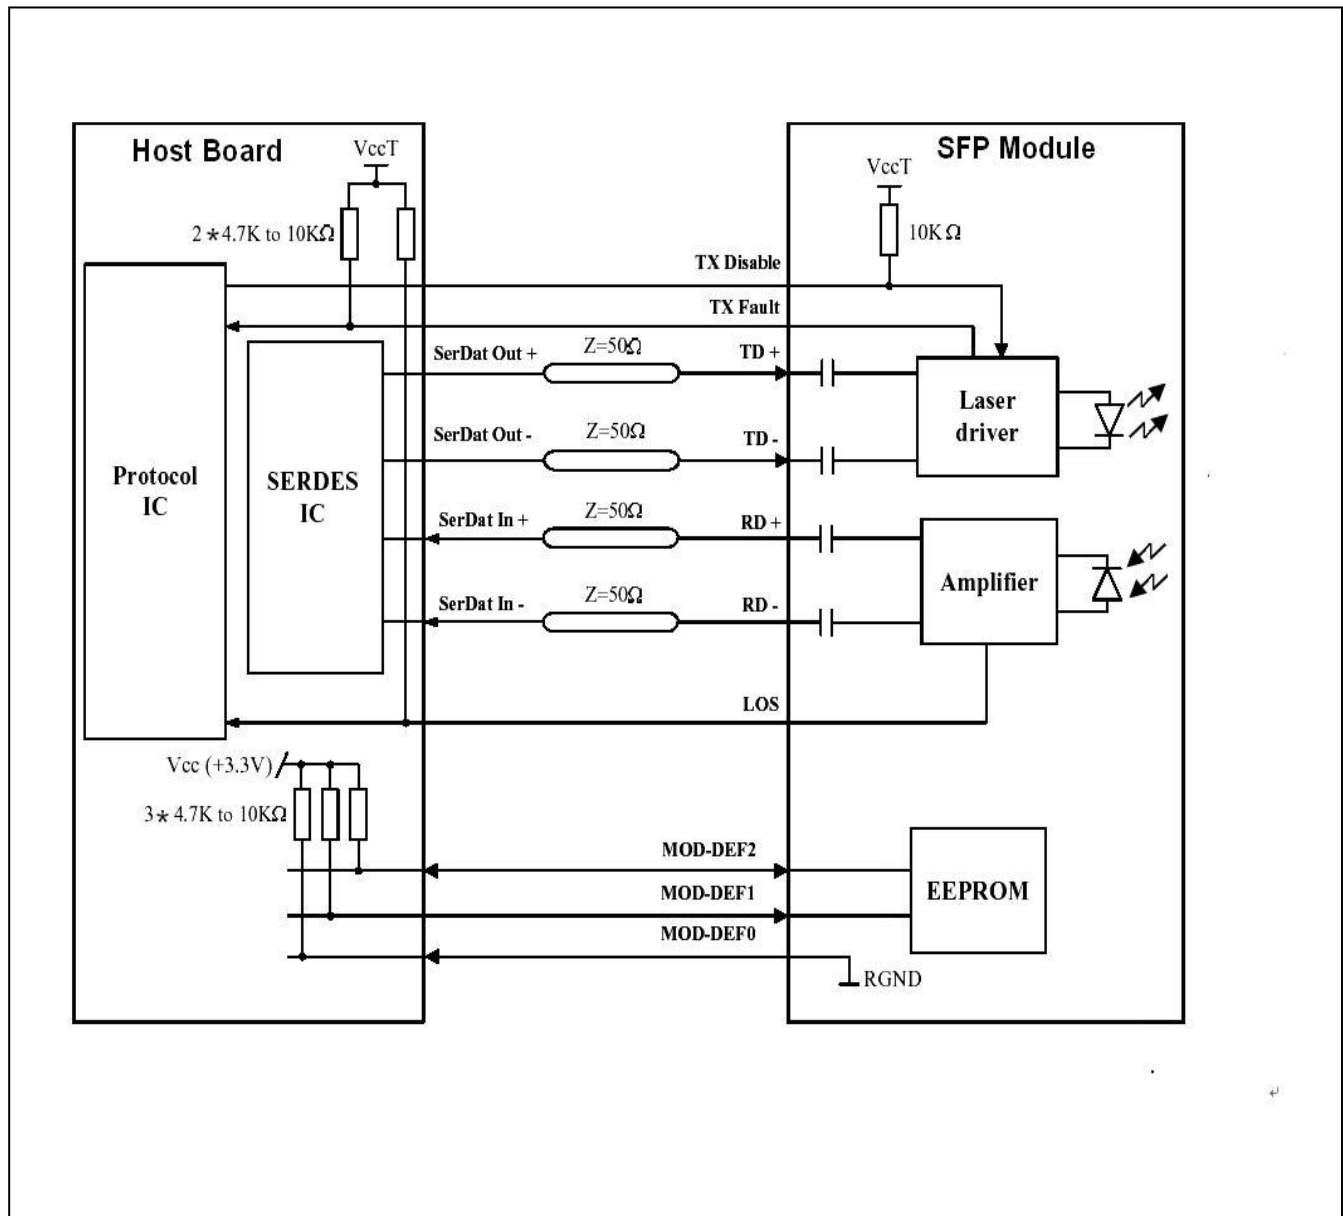 Host Board
SFP Module
VccT
VccT
2*4.7K to 10KΩ
10KΩ
TX Disable
TX Fault
SerDat Out +
Z=50Ω
TD +
Laser
driver
SerDat Out -
Z=50Ω
TD -
Protocol
IC
SERDES
IC
SerDat In +
Z=50Ω
RD +
Amplifier
SerDat In -
Z=50Ω
RD -
LOS
Vcc (+3.3V)
3*4.7K to 10KΩ
MOD-DEF2
MOD-DEF1
EEPROM
MOD-DEF0
RGND